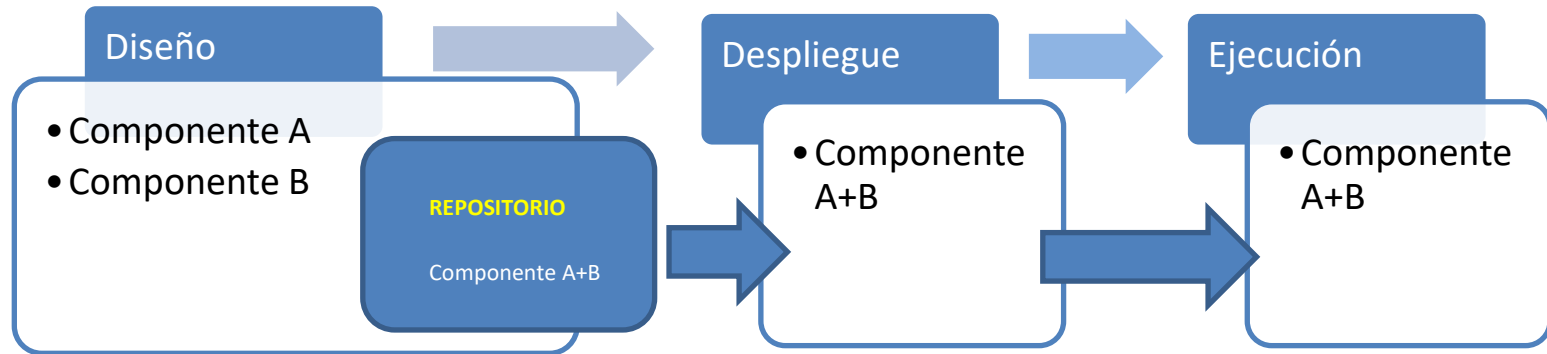 Diseño
• Componente A
• Componente B
REPOSITORIO
Componente A+B
Despliegue
• Componente
A+B
Ejecución
• Componente
A+B